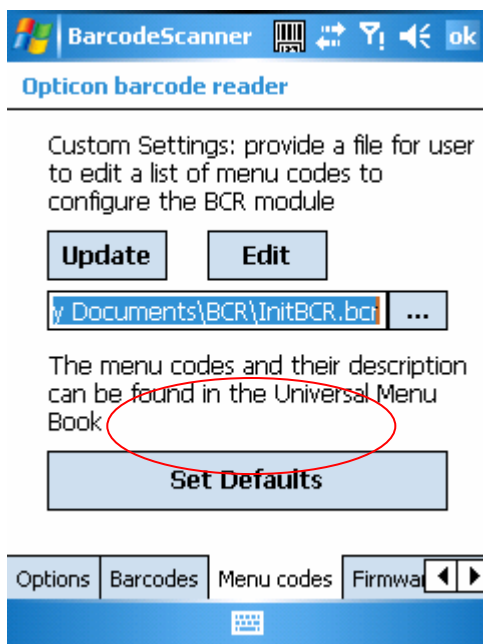 BarcodeScanner ok
Opticon barcode reader
Custom Settings: provide a file for user
to edit a list of menu codes to
configure the BCR module
Update Edit
y Documents\BCR\InitBCR.bcr ...
The menu codes and their description
can be found in the Universal Menu
Book
Set Defaults
Options Barcodes Menu codes